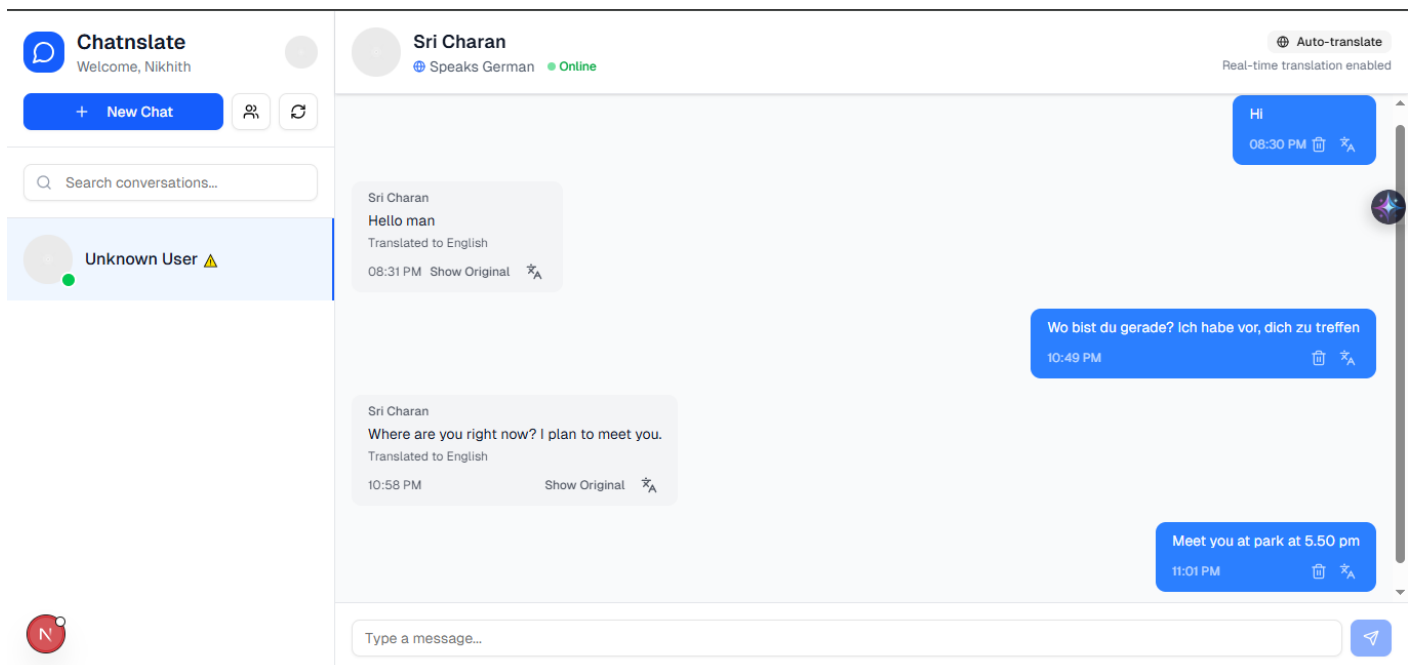 Chatnslate
Welcome, Nikhith
+ New Chat
Search conversations...
Unknown User
N
Sri Charan
Speaks German
Online
Auto-translate
Real-time translation enabled
Hi
08:30 PM
Sri Charan
Hello man
Translated to English
08:31 PM Show Original
Wo bist du gerade? Ich habe vor, dich zu treffen
10:49 PM
Sri Charan
Where are you right now? I plan to meet you.
Translated to English
10:58 PM Show Original
Meet you at park at 5.50 pm
11:01 PM
Type a message...